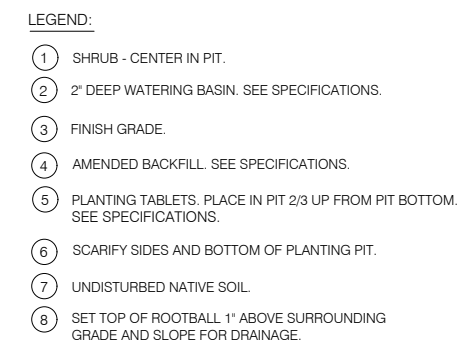 LEGEND:
1 SHRUB - CENTER IN PIT.
2 2" DEEP WATERING BASIN. SEE SPECIFICATIONS.
3 FINISH GRADE.
4 AMENDED BACKFILL. SEE SPECIFICATIONS.
5 PLANTING TABLETS. PLACE IN PIT 2/3 UP FROM PIT BOTTOM.
SEE SPECIFICATIONS.
6 SCARIFY SIDES AND BOTTOM OF PLANTING PIT.
7 UNDISTURBED NATIVE SOIL.
8 SET TOP OF ROOTBALL 1" ABOVE SURROUNDING
GRADE AND SLOPE FOR DRAINAGE.